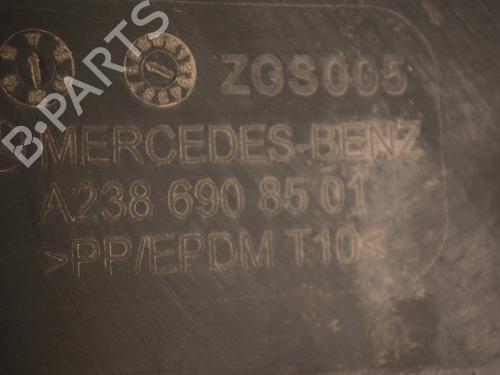 ZGS005
MERCEDES-BENZ
A238 690 85 01
>PP/EPDM T10<
B-PARTS